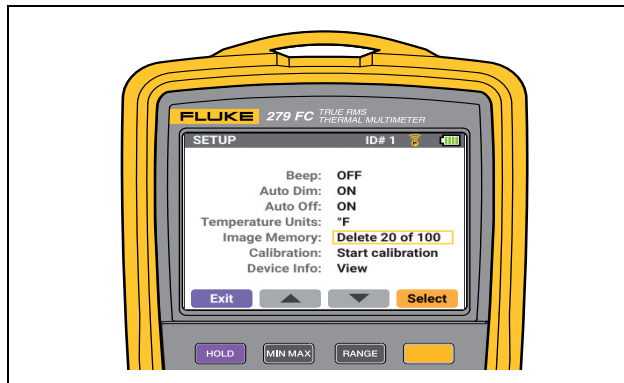 FLUKE 279 FC TRUE RMS
THERMAL MULTIMETER
SETUP ID# 1
Beep: OFF
Auto Dim: ON
Auto Off: ON
Temperature Units: °F
Image Memory: Delete 20 of 100
Calibration: Start calibration
Device Info: View
Exit Select
HOLD MIN MAX RANGE